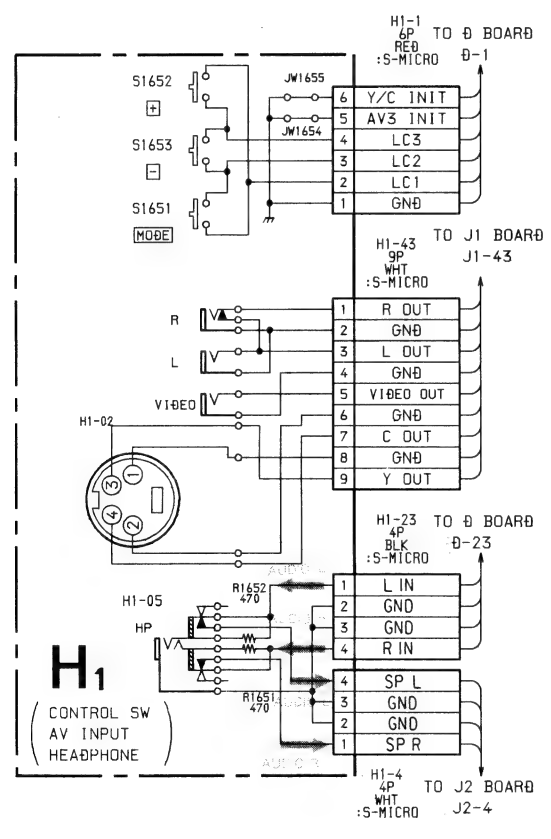 H1-1
6P
RED
:S-MICRO
TO D BOARD
D-1
S1652
+
S1653
-
S1651
MODE
JW1655
JW1654
6 Y/C INIT
5 AV3 INIT
4 LC3
3 LC2
2 LC1
1 GND
H1-43
9P
WHT
:S-MICRO
TO J1 BOARD
J1-43
R
L
VIDEO
1 R OUT
2 GND
3 L OUT
4 GND
5 VIDEO OUT
6 GND
7 C OUT
8 GND
9 Y OUT
H1-02
3
1
4
2
H1-23
4P
BLK
:S-MICRO
TO D BOARD
D-23
AUDIO L
R1652
470
1 L IN
2 GND
3 GND
4 R IN
H1-05
HP
R1651
470
AUDIO R
4 SP L
3 GND
2 GND
1 SP R
H1
(CONTROL SW
AV INPUT
HEADPHONE)
H1-4
4P
WHT
:S-MICRO
TO J2 BOARD
J2-4